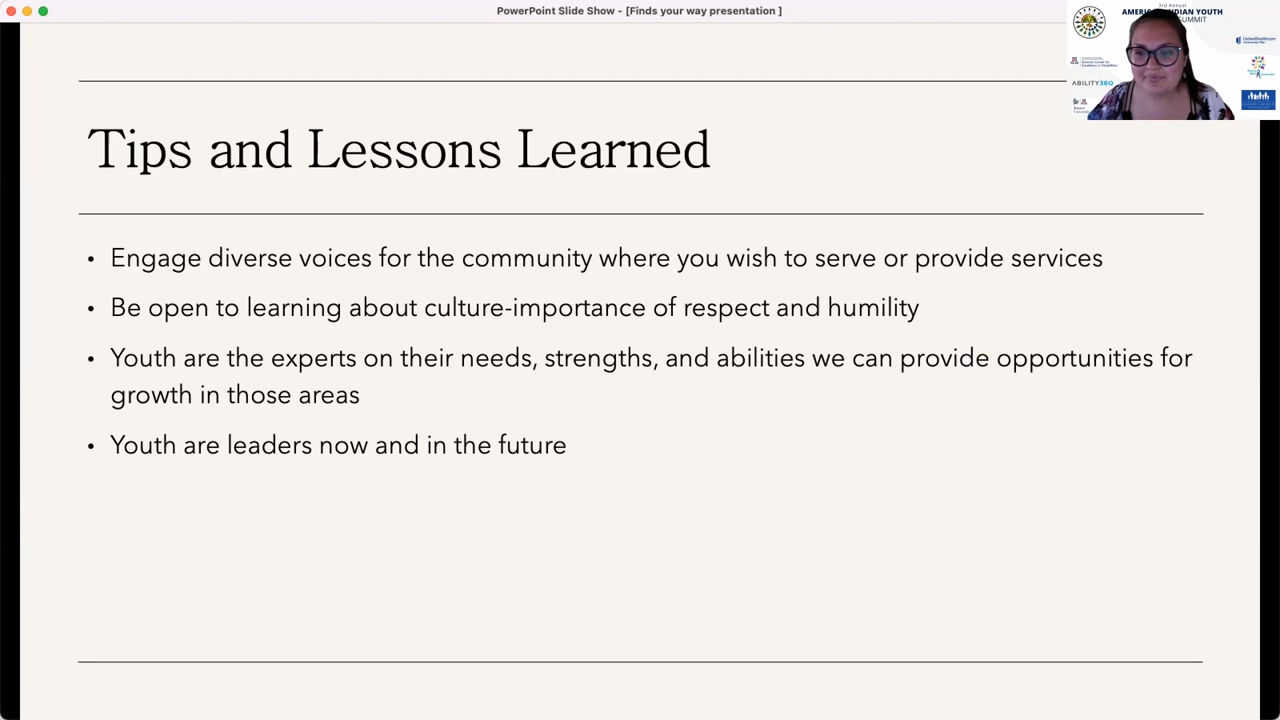 PowerPoint Slide Show - [Finds your way presentation ]
3rd Annual
SUMMIT
ABILITY360
Tips and Lessons Learned
• Engage diverse voices for the community where you wish to serve or provide services
• Be open to learning about culture-importance of respect and humility
• Youth are the experts on their needs, strengths, and abilities we can provide opportunities for
growth in those areas
• Youth are leaders now and in the future